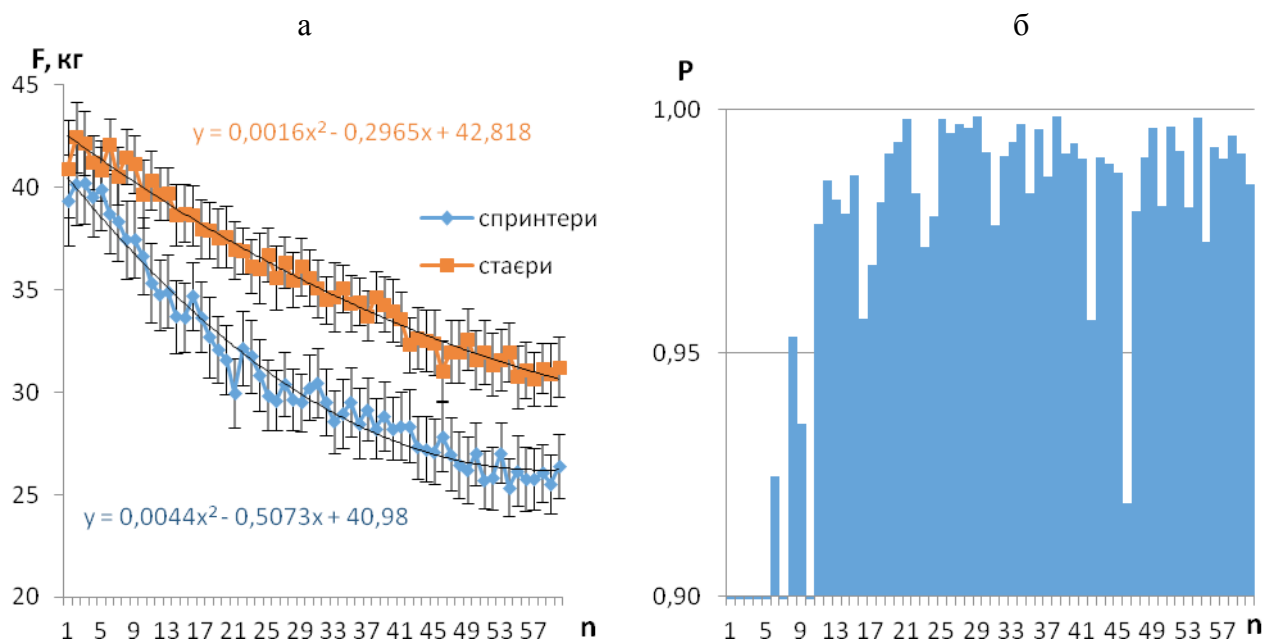 а
F, кг
45
40
35
30
25
20
y = 0,0016x² - 0,2965x + 42,818
спринтери
стаєри
y = 0,0044x² - 0,5073x + 40,98
1 5 9 13 17 21 25 29 33 37 41 45 49 53 57 n
б
P
1,00
0,95
0,90
1 5 9 13 17 21 25 29 33 37 41 45 49 53 57 n